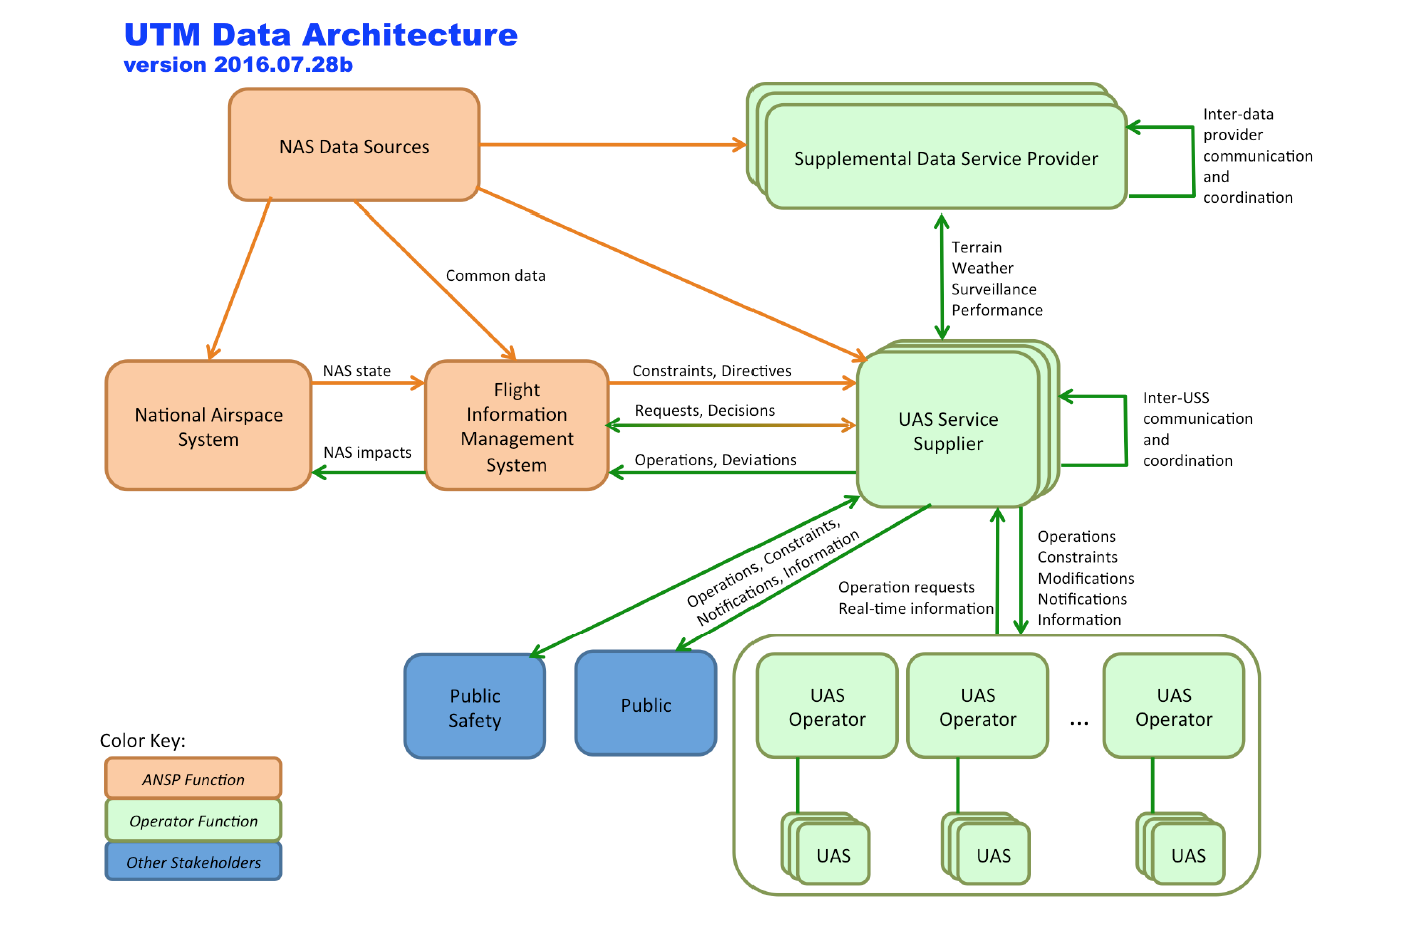 UTM Data Architecture
version 2016.07.28b
NAS Data Sources
Supplemental Data Service Provider
Inter-data
provider
communication
and
coordination
Common data
Terrain
Weather
Surveillance
Performance
National Airspace
System
NAS state
NAS impacts
Flight
Information
Management
System
Constraints, Directives
Requests, Decisions
Operations, Deviations
UAS Service
Supplier
Inter-USS
communication
and
coordination
Operations, Constraints,
Notifications, Information
Operation requests
Real-time information
Operations
Constraints
Modifications
Notifications
Information
Public
Safety
Public
UAS
Operator
UAS
Operator
...
UAS
Operator
UAS
UAS
UAS
Color Key:
ANSP Function
Operator Function
Other Stakeholders